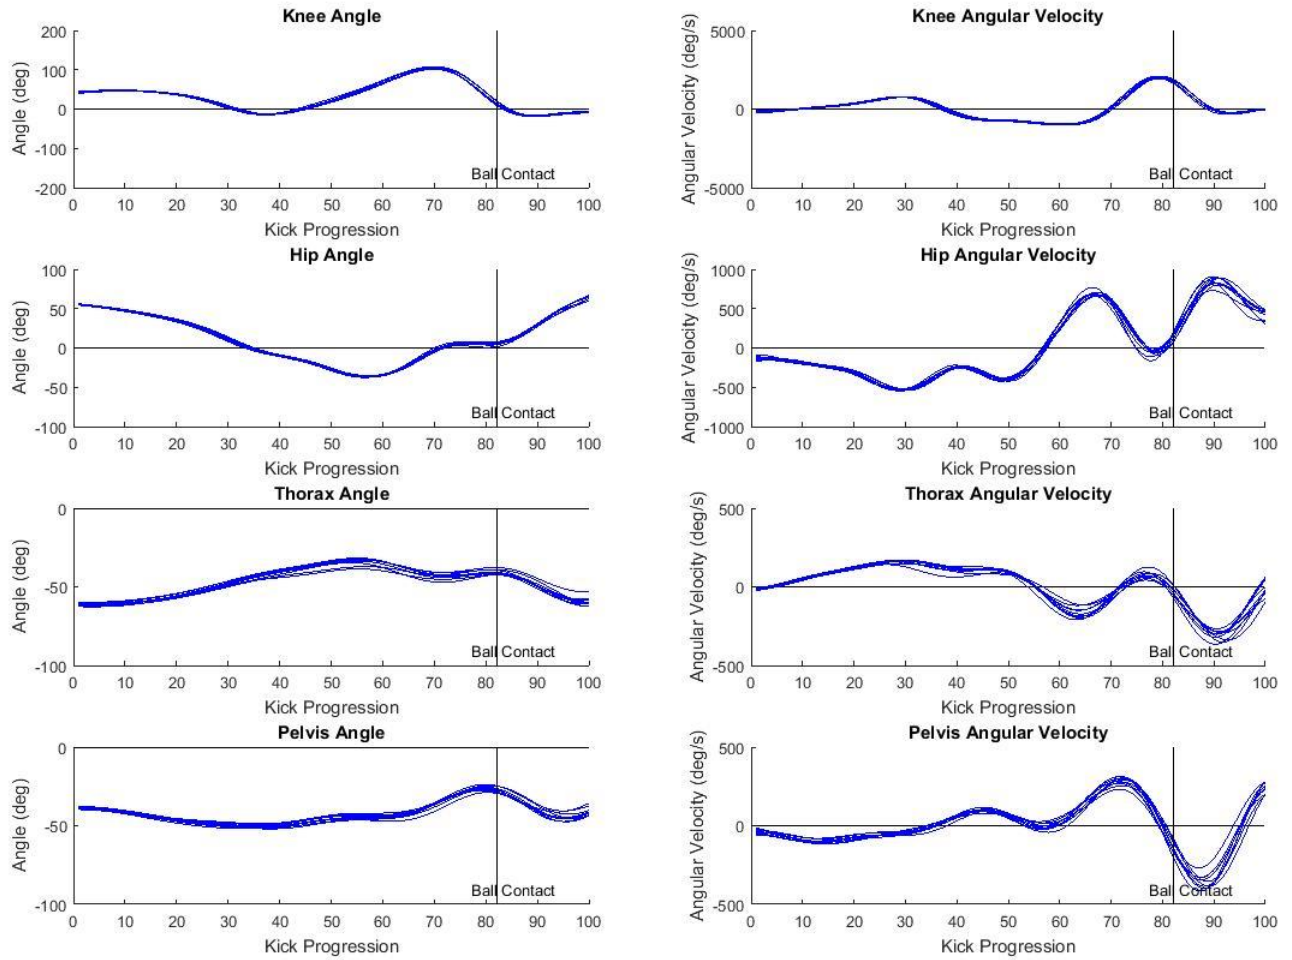 Knee Angle
200
100
0
-100
-200
Angle (deg)
Ball Contact
0 10 20 30 40 50 60 70 80 90 100
Kick Progression
Knee Angular Velocity
5000
0
-5000
Angular Velocity (deg/s)
Ball Contact
0 10 20 30 40 50 60 70 80 90 100
Kick Progression
Hip Angle
100
50
0
-50
-100
Angle (deg)
Ball Contact
0 10 20 30 40 50 60 70 80 90 100
Kick Progression
Hip Angular Velocity
1000
500
0
-500
-1000
Angular Velocity (deg/s)
Ball Contact
0 10 20 30 40 50 60 70 80 90 100
Kick Progression
Thorax Angle
0
-50
-100
Angle (deg)
Ball Contact
0 10 20 30 40 50 60 70 80 90 100
Kick Progression
Thorax Angular Velocity
500
0
-500
Angular Velocity (deg/s)
Ball Contact
0 10 20 30 40 50 60 70 80 90 100
Kick Progression
Pelvis Angle
0
-50
-100
Angle (deg)
Ball Contact
0 10 20 30 40 50 60 70 80 90 100
Kick Progression
Pelvis Angular Velocity
500
0
-500
Angular Velocity (deg/s)
Ball Contact
0 10 20 30 40 50 60 70 80 90 100
Kick Progression